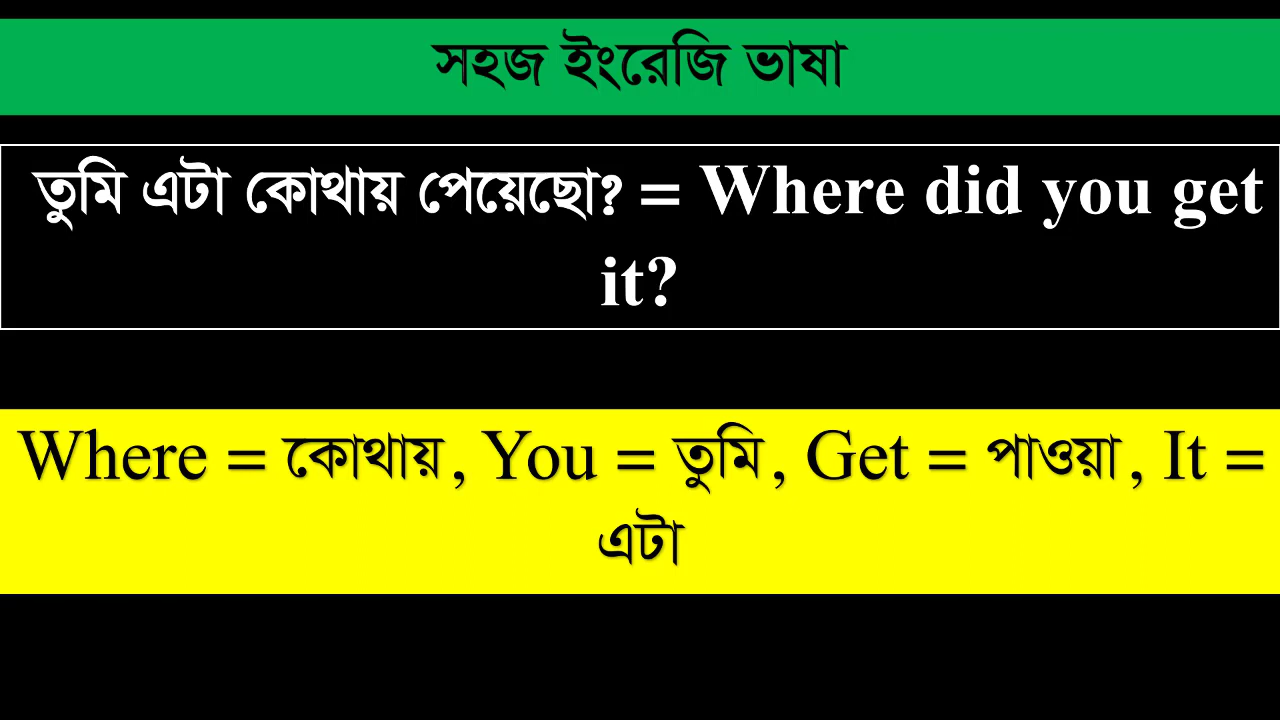 সহজ ইংরেজি ভাষা
তুমি এটা কোথায় পেয়েছো? = Where did you get
it?
Where = কোথায়, You = তুমি, Get = পাওয়া, It =
এটা